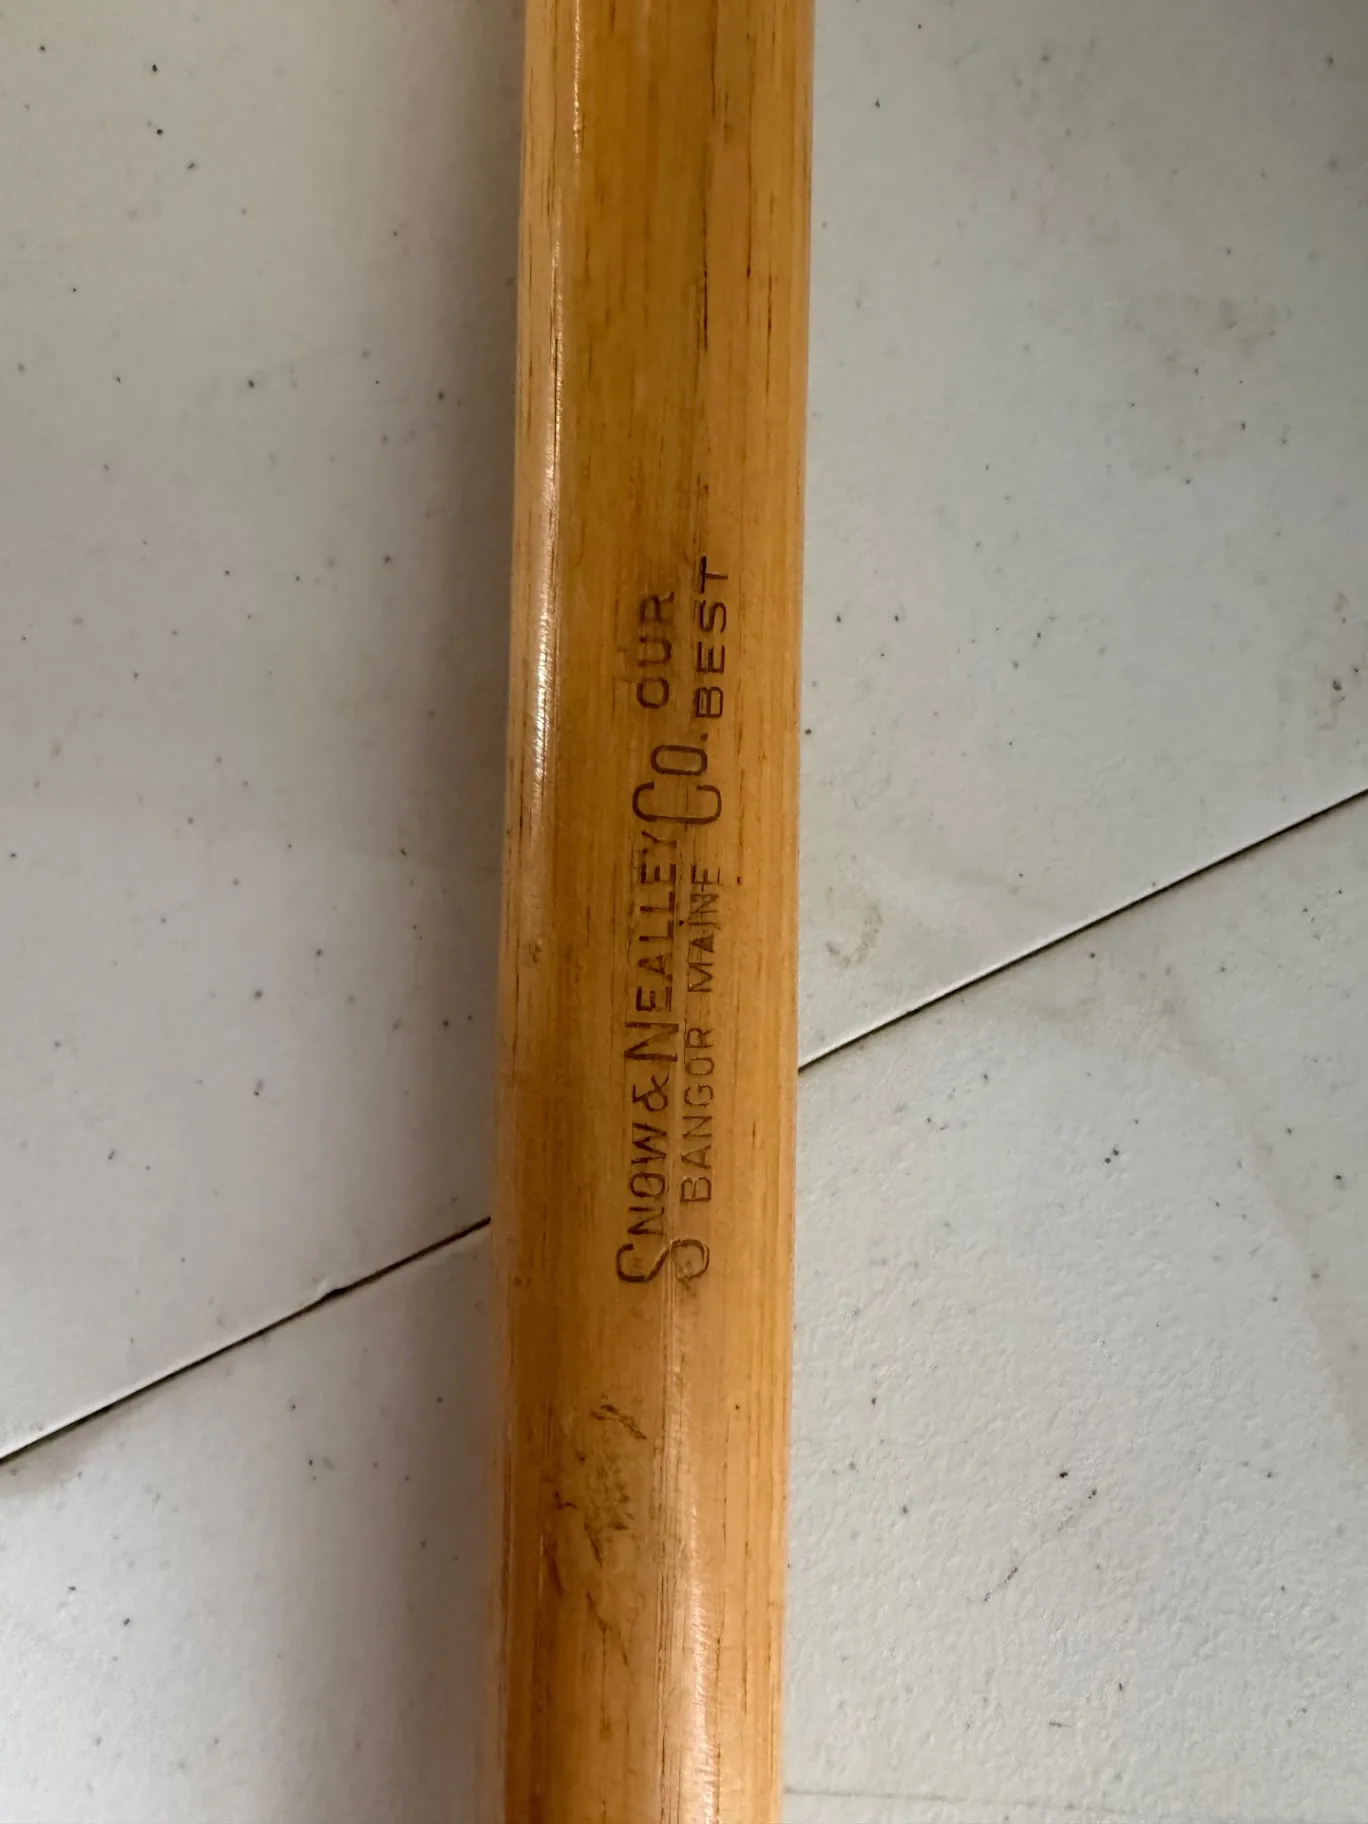 SNOW & NEALLEY CO.
BANGOR MAINE
OUR
BEST